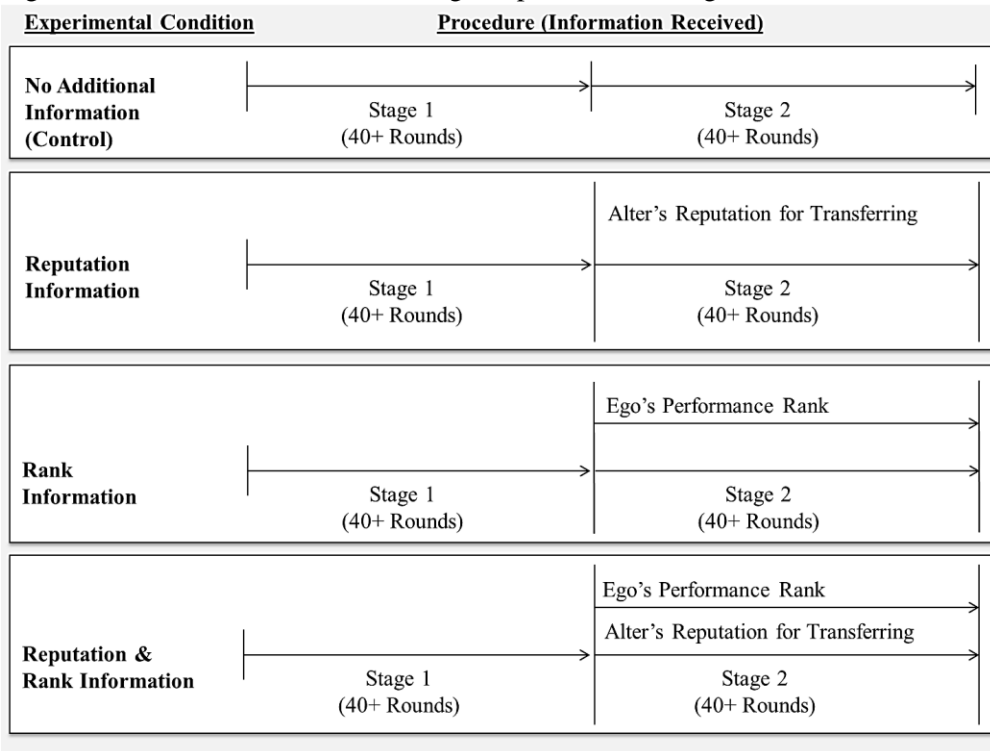 Experimental Condition
Procedure (Information Received)
No Additional
Information
(Control)
Stage 1
(40+ Rounds)
Stage 2
(40+ Rounds)
Reputation
Information
Alter's Reputation for Transferring
Stage 1
(40+ Rounds)
Stage 2
(40+ Rounds)
Rank
Information
Ego's Performance Rank
Stage 1
(40+ Rounds)
Stage 2
(40+ Rounds)
Reputation &
Rank Information
Ego's Performance Rank
Alter's Reputation for Transferring
Stage 1
(40+ Rounds)
Stage 2
(40+ Rounds)